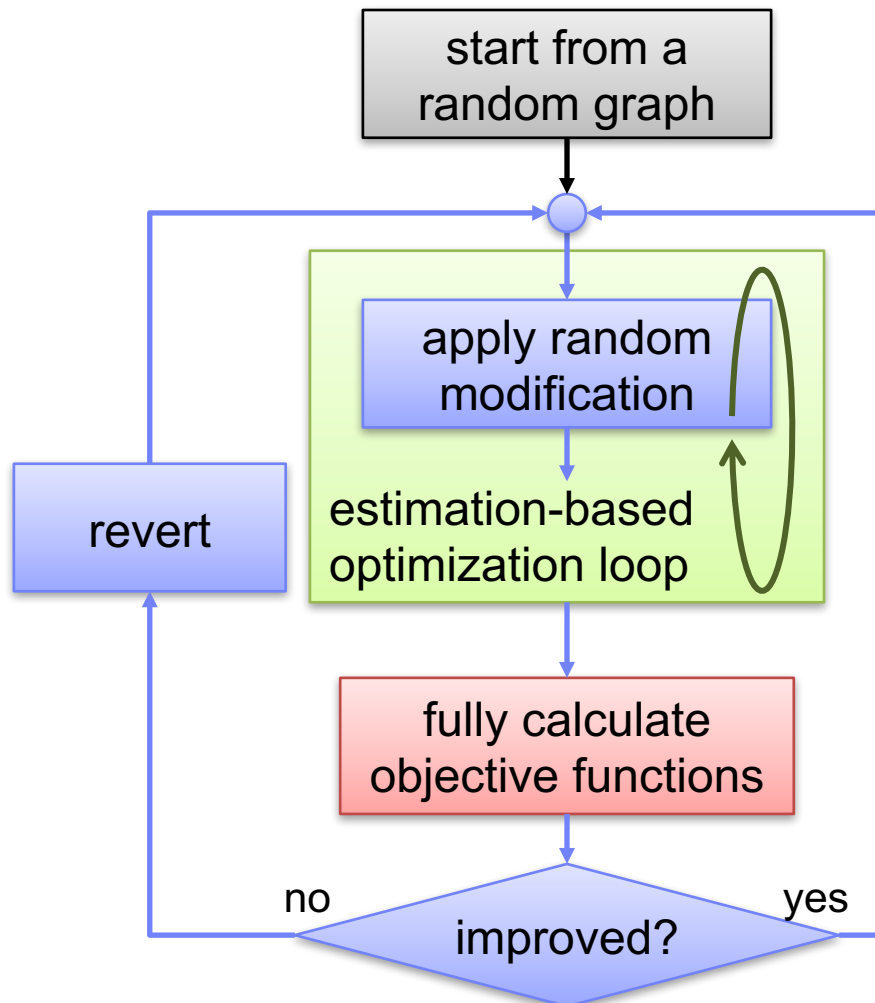 start from a
random graph
apply random
modification
estimation-based
optimization loop
revert
fully calculate
objective functions
no
yes
improved?